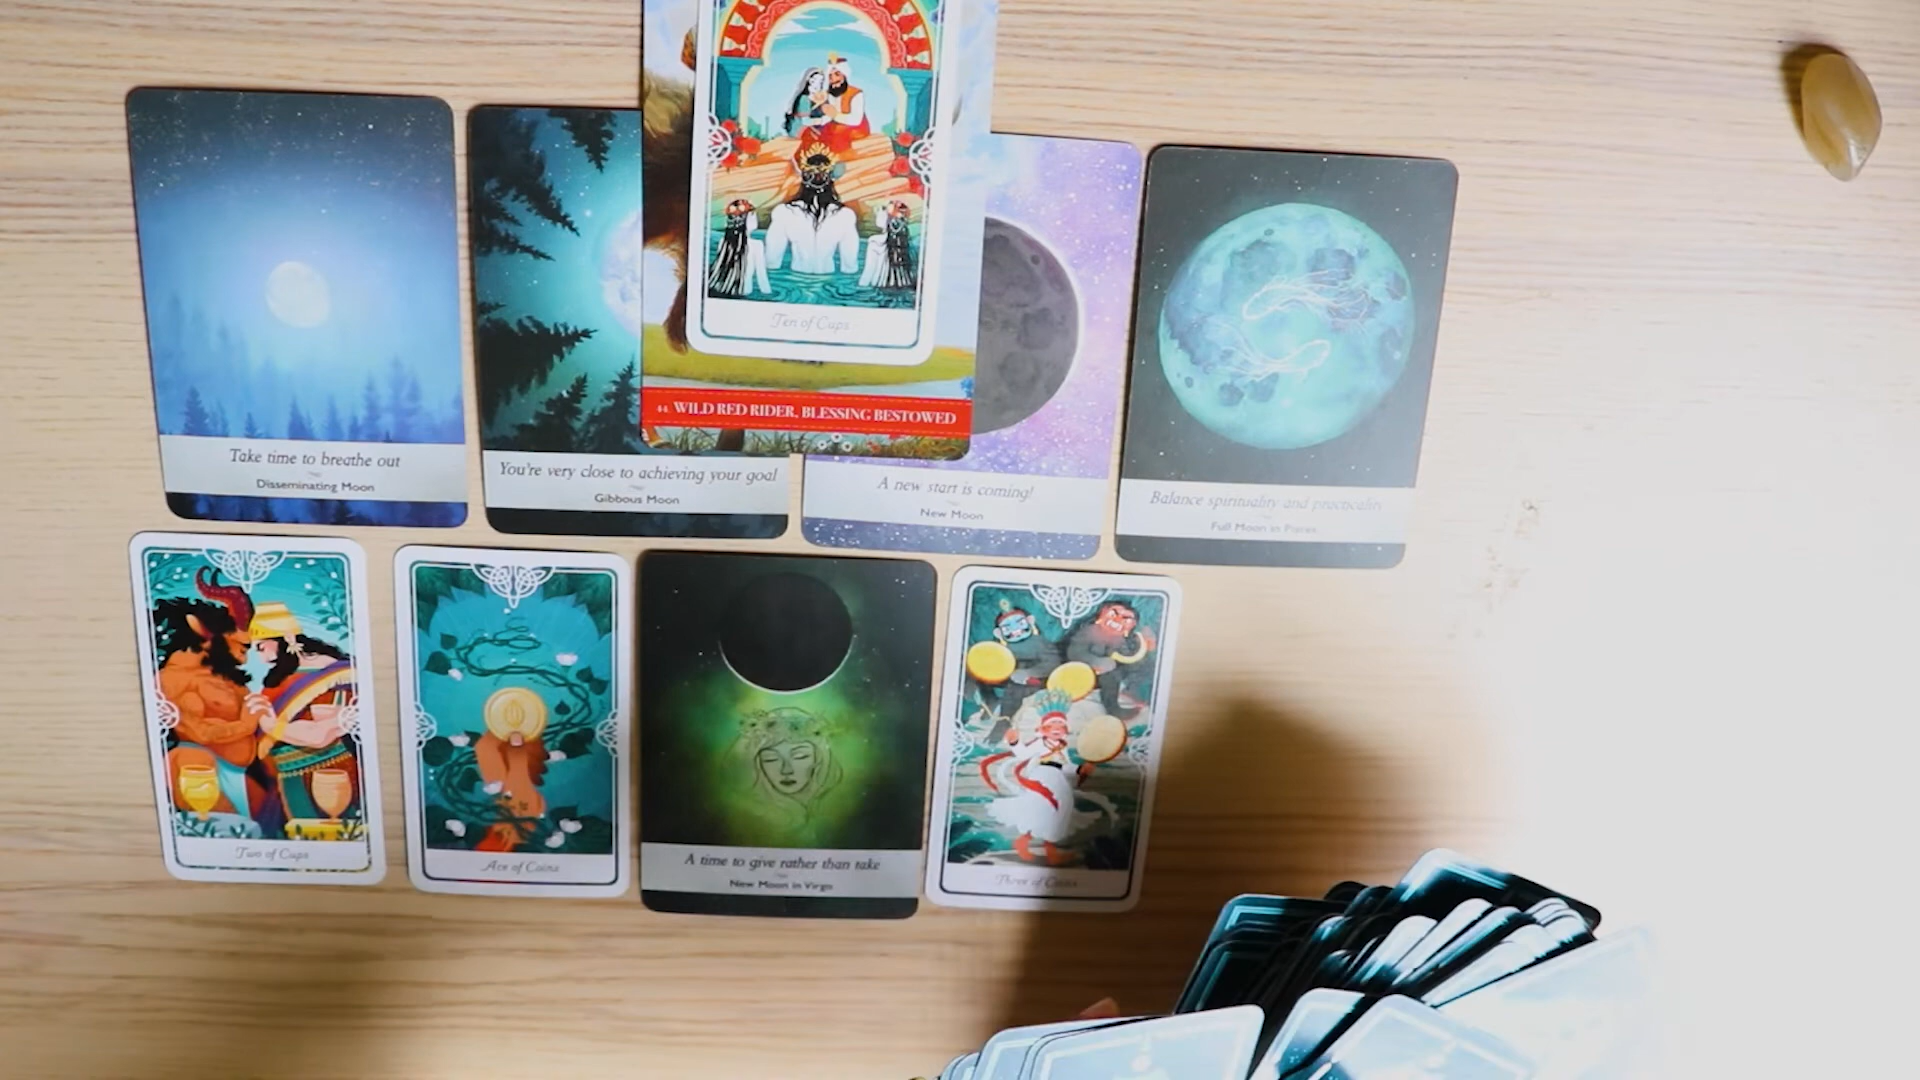 Ten of Cups
44. WILD RED RIDER, BLESSING BESTOWED
Take time to breathe out
Disseminating Moon
You're very close to achieving your goal
Gibbous Moon
A new start is coming!
New Moon
Balance spirituality and practicality
Full Moon in Pisces
Two of Cups
Ace of Coins
A time to give rather than take
New Moon in Virgo
Three of Coins